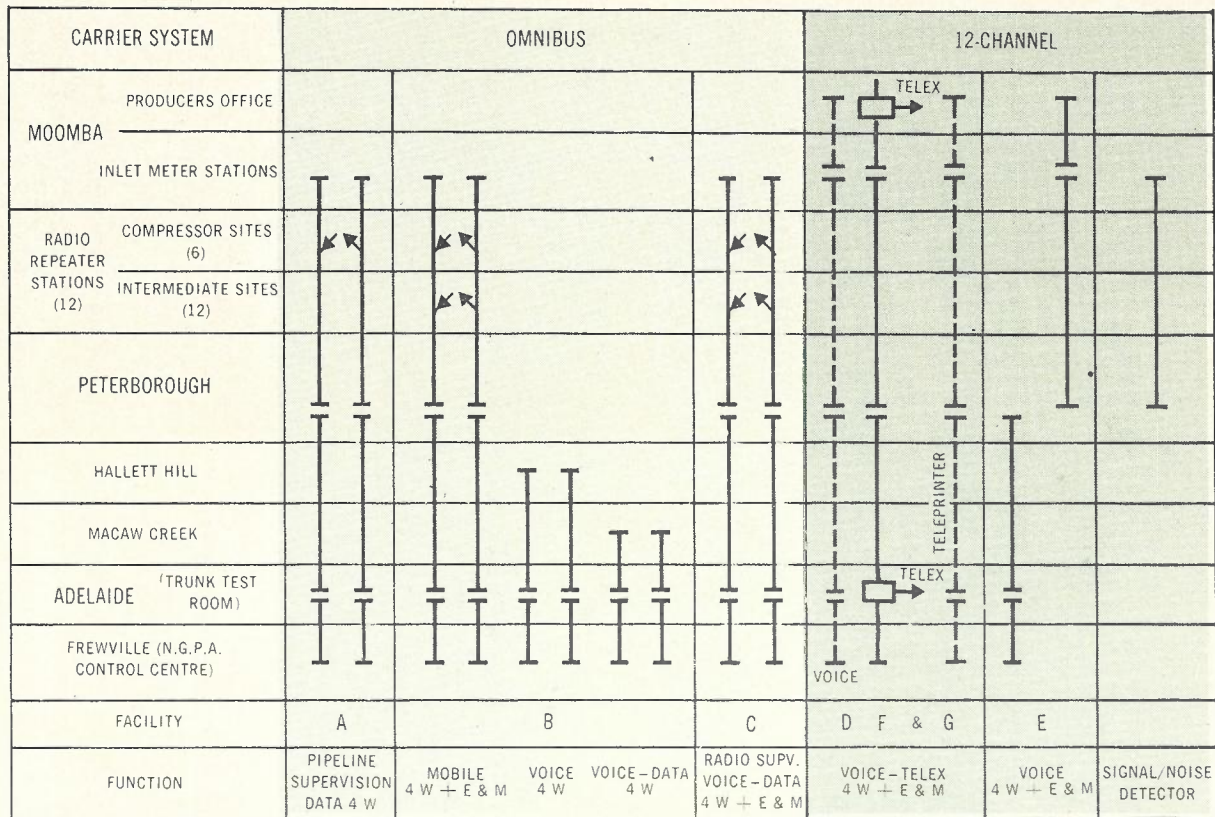 CARRIER SYSTEM
OMNIBUS
12-CHANNEL
MOOMBA
PRODUCERS OFFICE
TELEX
INLET METER STATIONS
RADIO
REPEATER
STATIONS
(12)
COMPRESSOR SITES
(6)
INTERMEDIATE SITES
(12)
PETERBOROUGH
HALLETT HILL
TELEPRINTER
MACAW CREEK
ADELAIDE (TRUNK TEST
ROOM)
TELEX
FREWVILLE (N.G.P.A.
CONTROL CENTRE)
VOICE
FACILITY
A
B
C
D F & G
E
FUNCTION
PIPELINE
SUPERVISION
DATA 4 W
MOBILE
4 W + E & M
VOICE
4 W
VOICE-DATA
4 W
RADIO SUPV.
VOICE-DATA
4 W + E & M
VOICE-TELEX
4 W + E & M
VOICE
4 W + E & M
SIGNAL/NOISE
DETECTOR